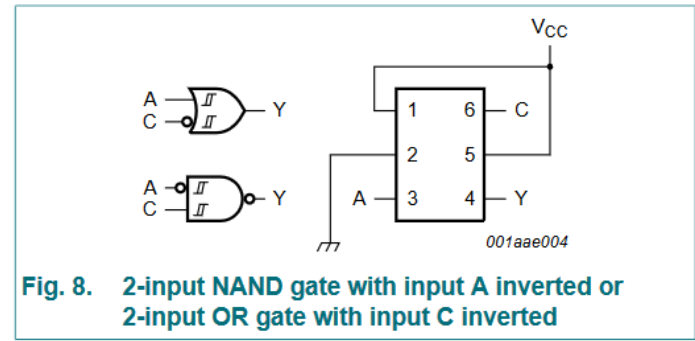 VCC
A
C
Y
1 6 C
2 5
A
C
Y
A 3 4 Y
001aae004
Fig. 8. 2-input NAND gate with input A inverted or
2-input OR gate with input C inverted